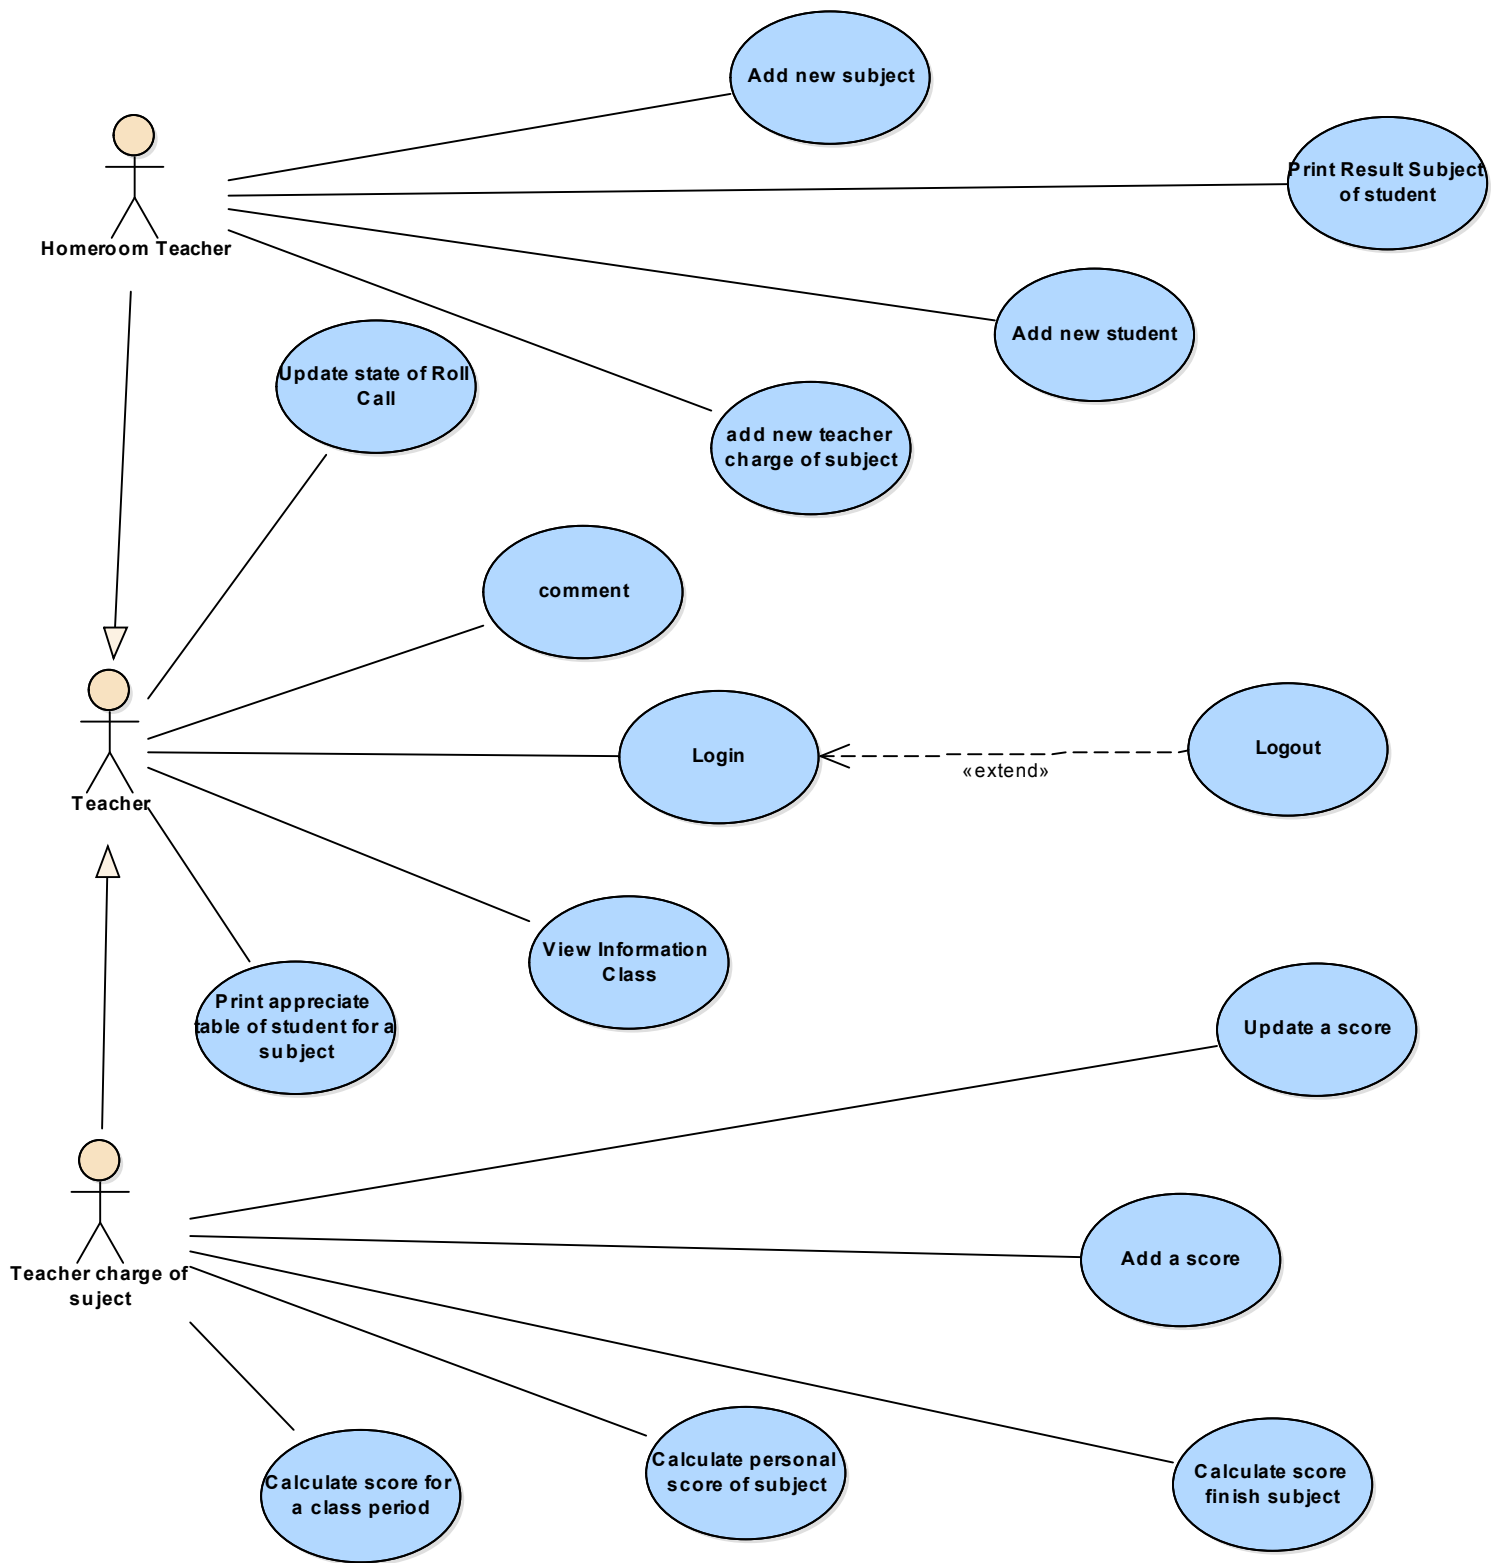 Add new subject
Print Result Subject
of student
Homeroom Teacher
Add new student
Update state of Roll
Call
add new teacher
charge of subject
comment
Login
«extend»
Logout
Teacher
View Information
Class
Print appreciate
table of student for a
subject
Update a score
Teacher charge of
suject
Add a score
Calculate score for
a class period
Calculate personal
score of subject
Calculate score
finish subject